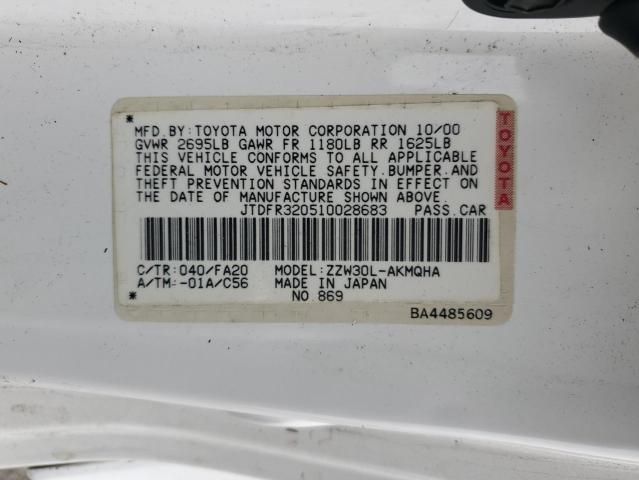 MFD. BY: TOYOTA MOTOR CORPORATION 10/00
GVWR 2695LB GAWR FR 1180LB RR 1625LB
THIS VEHICLE CONFORMS TO ALL APPLICABLE
FEDERAL MOTOR VEHICLE SAFETY. BUMPER. AND
THEFT PREVENTION STANDARDS IN EFFECT ON
THE DATE OF MANUFACTURE SHOWN ABOVE.
JTDFR320510028683 PASS. CAR
C/TR: 040/FA20 MODEL: ZZW30L-AKMQHA
A/TM: -01A/C56 MADE IN JAPAN
NO. 869
BA4485609
TOYOTA